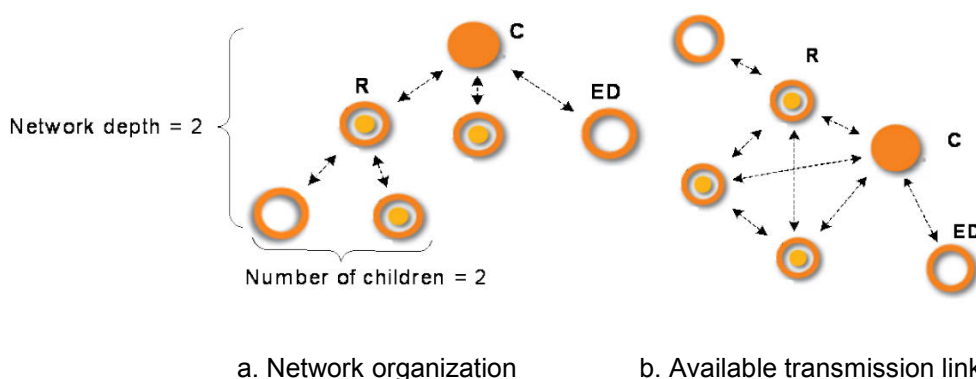 C
R
R
ED
Network depth = 2
C
ED
Number of children = 2
a. Network organization
b. Available transmission link